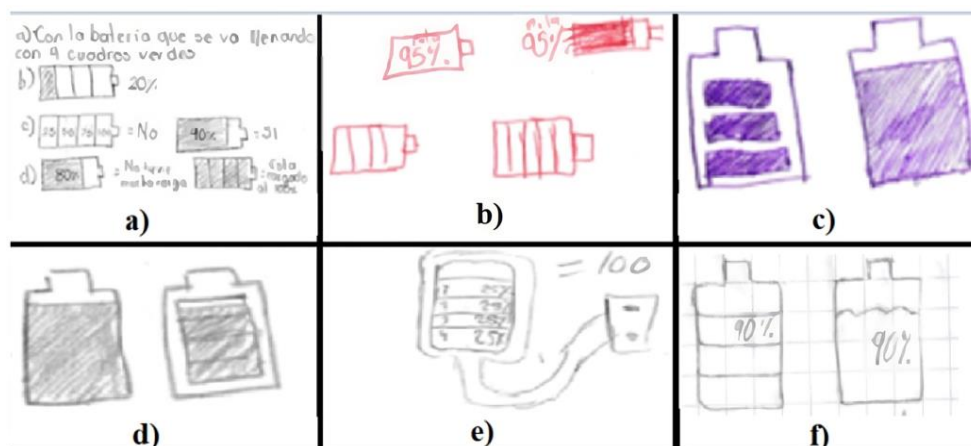 a) Con la batería que se va llenando
con 4 cuadros verdes
b) 20%
c) 25 50 75 100 = No 90% = SI
d) 80% = No tiene
mucha carga
cargado
al 100%
a)
95%
95%
b)
c)
d)
= 100
1 25%
2 25%
3 25%
4 25%
e)
90%
90%
f)